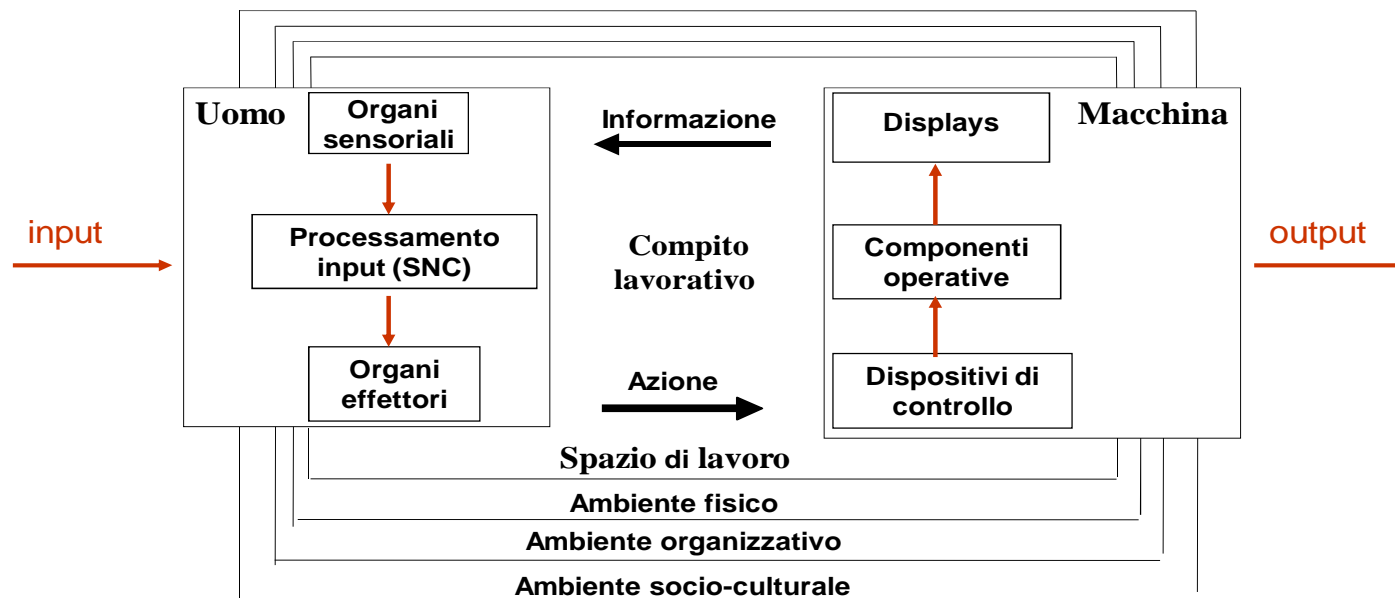 Uomo
Organi
sensoriali
Informazione
Displays
Macchina
input
Processamento
input (SNC)
Compito
lavorativo
Componenti
operative
output
Organi
effettori
Azione
Dispositivi di
controllo
Spazio di lavoro
Ambiente fisico
Ambiente organizzativo
Ambiente socio-culturale